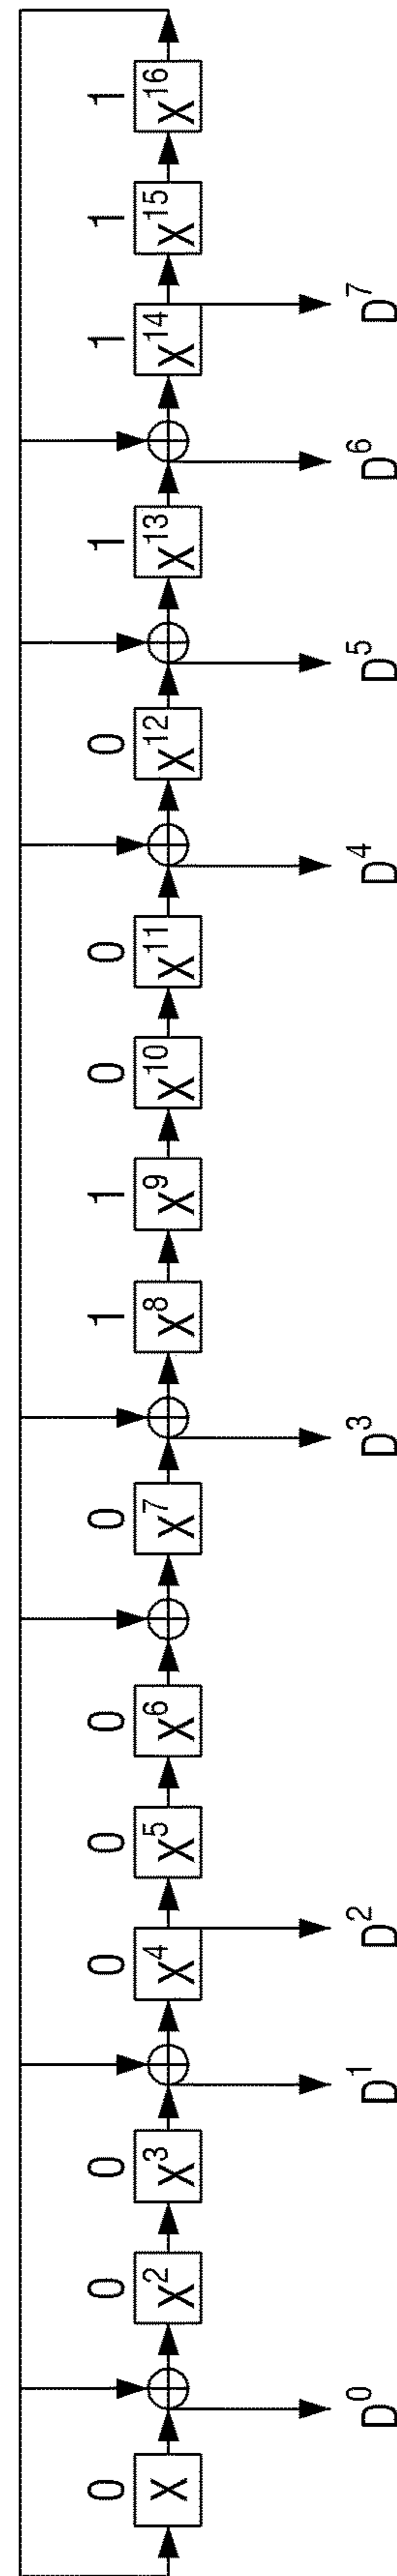 0 0 0 0 0 0 0 1 1 0 0 0 1 1 1 1
X X² X³ X⁴ X⁵ X⁶ X⁷ X⁸ X⁹ X¹⁰ X¹¹ X¹² X¹³ X¹⁴ X¹⁵ X¹⁶
D⁰ D¹ D² D³ D⁴ D⁵ D⁶ D⁷